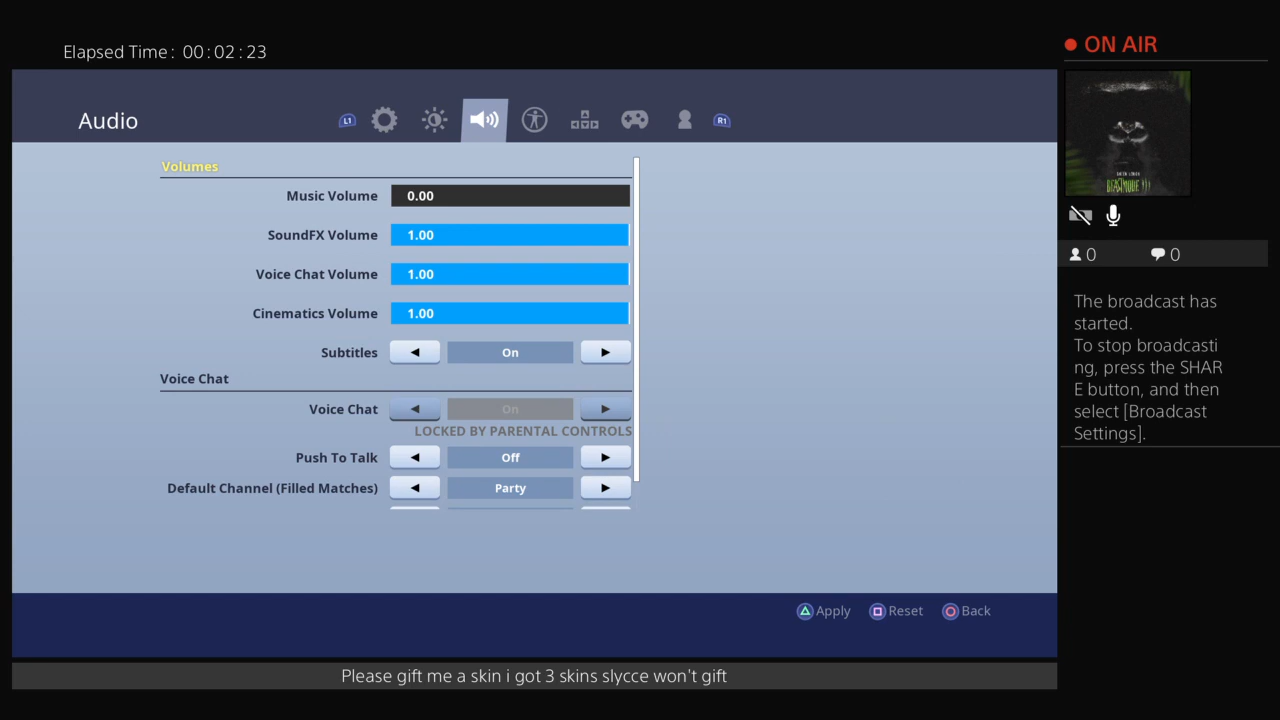 Elapsed Time: 00:02:23
ON AIR
Audio
L1
R1
Volumes
Music Volume 0.00
SoundFX Volume 1.00
Voice Chat Volume 1.00
Cinematics Volume 1.00
Subtitles On
Voice Chat
Voice Chat On
LOCKED BY PARENTAL CONTROLS
Push To Talk Off
Default Channel (Filled Matches) Party
Apply Reset Back
Please gift me a skin i got 3 skins slycce won't gift
BEASTMODE
0 0
The broadcast has
started.
To stop broadcasti
ng, press the SHAR
E button, and then
select [Broadcast
Settings].